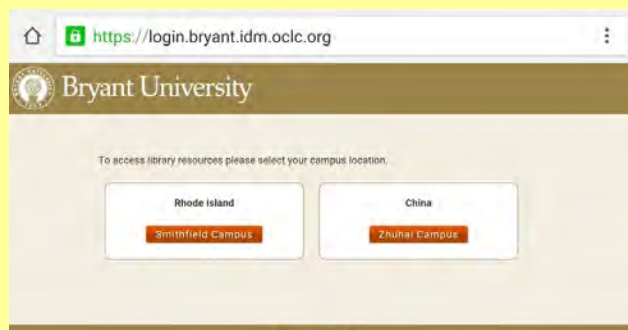 https://login.bryant.idm.oclc.org
Bryant University
To access library resources please select your campus location.
Rhode Island
Smithfield Campus
China
Zhuhai Campus